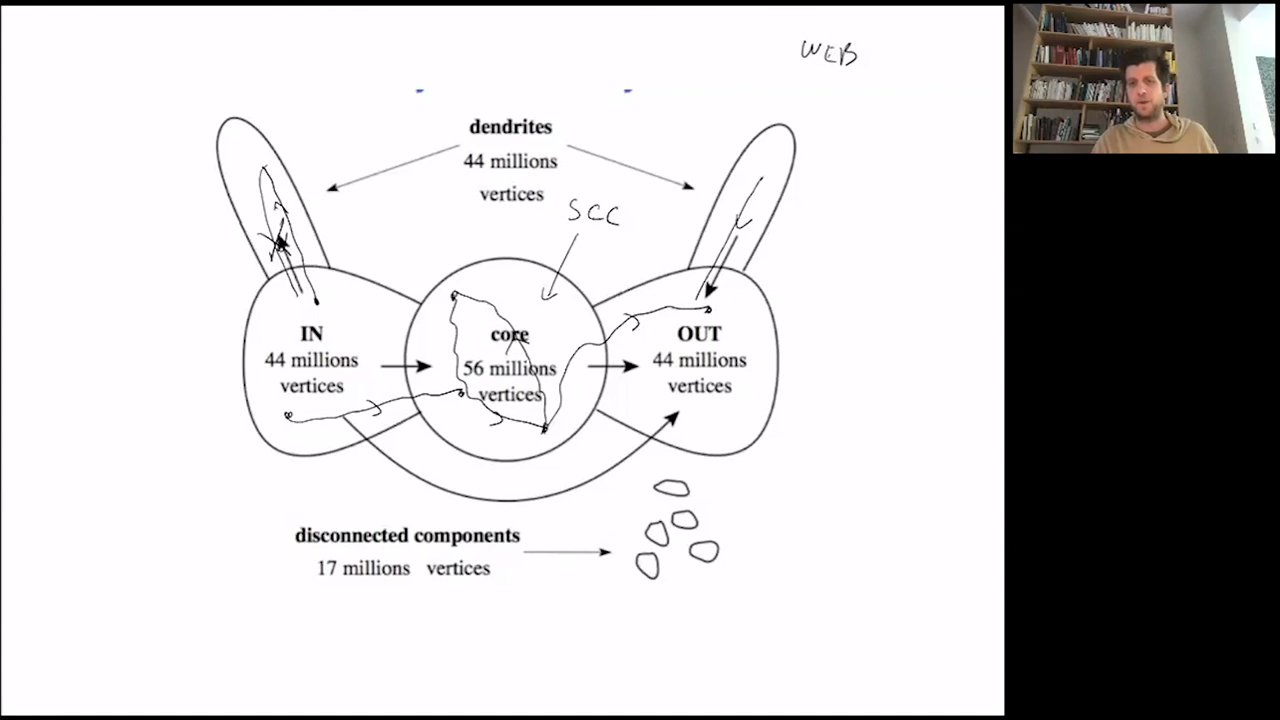 WEB
dendrites
44 millions
vertices
SCC
IN
44 millions
vertices
core
56 millions
vertices
OUT
44 millions
vertices
disconnected components
17 millions vertices